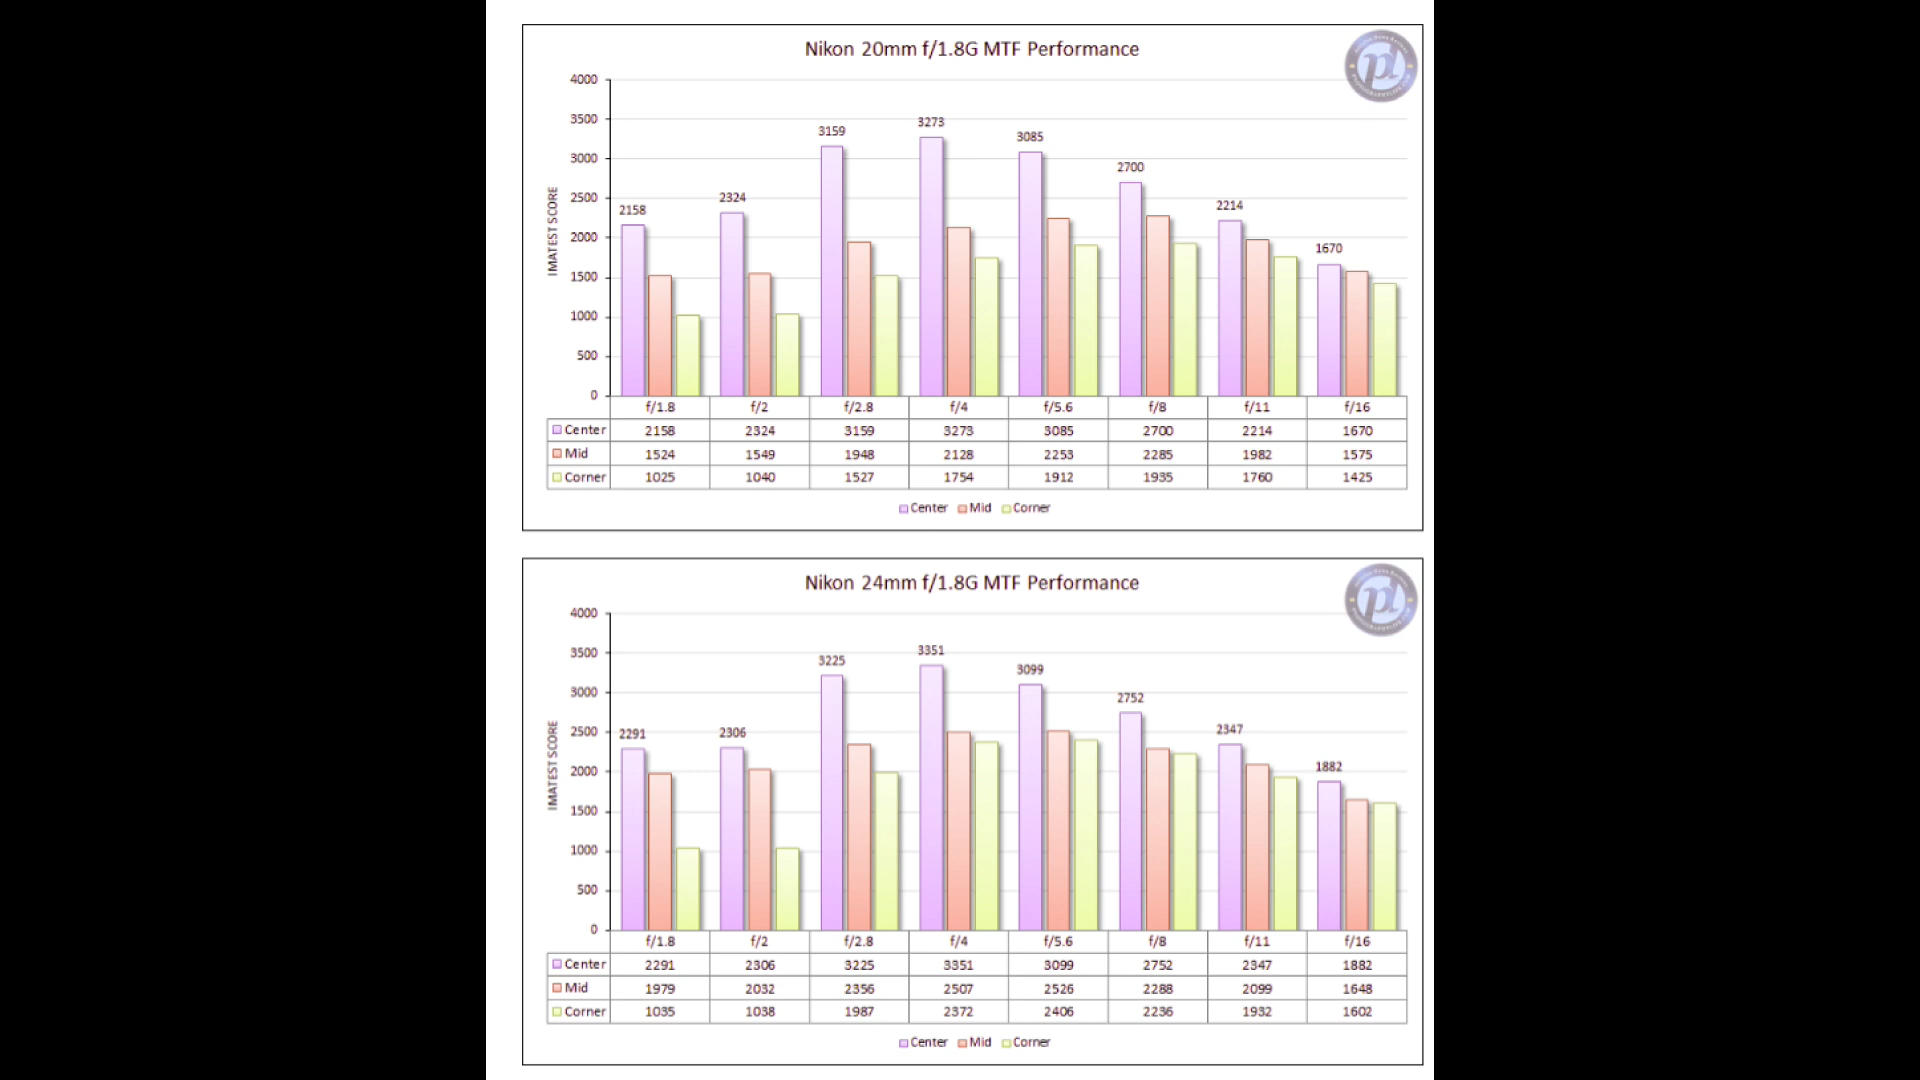 Nikon 20mm f/1.8G MTF Performance
4000
3500
3000
2500
2000
1500
1000
500
0
IMATEST SCORE
2158
2324
3159
3273
3085
2700
2214
1670
f/1.8 f/2 f/2.8 f/4 f/5.6 f/8 f/11 f/16
Center 2158 2324 3159 3273 3085 2700 2214 1670
Mid 1524 1549 1948 2128 2253 2285 1982 1575
Corner 1025 1040 1527 1754 1912 1935 1760 1425
Center Mid Corner
Nikon 24mm f/1.8G MTF Performance
4000
3500
3000
2500
2000
1500
1000
500
0
IMATEST SCORE
2291
2306
3225
3351
3099
2752
2347
1882
f/1.8 f/2 f/2.8 f/4 f/5.6 f/8 f/11 f/16
Center 2291 2306 3225 3351 3099 2752 2347 1882
Mid 1979 2032 2356 2507 2526 2288 2099 1648
Corner 1035 1038 1987 2372 2406 2236 1932 1602
Center Mid Corner